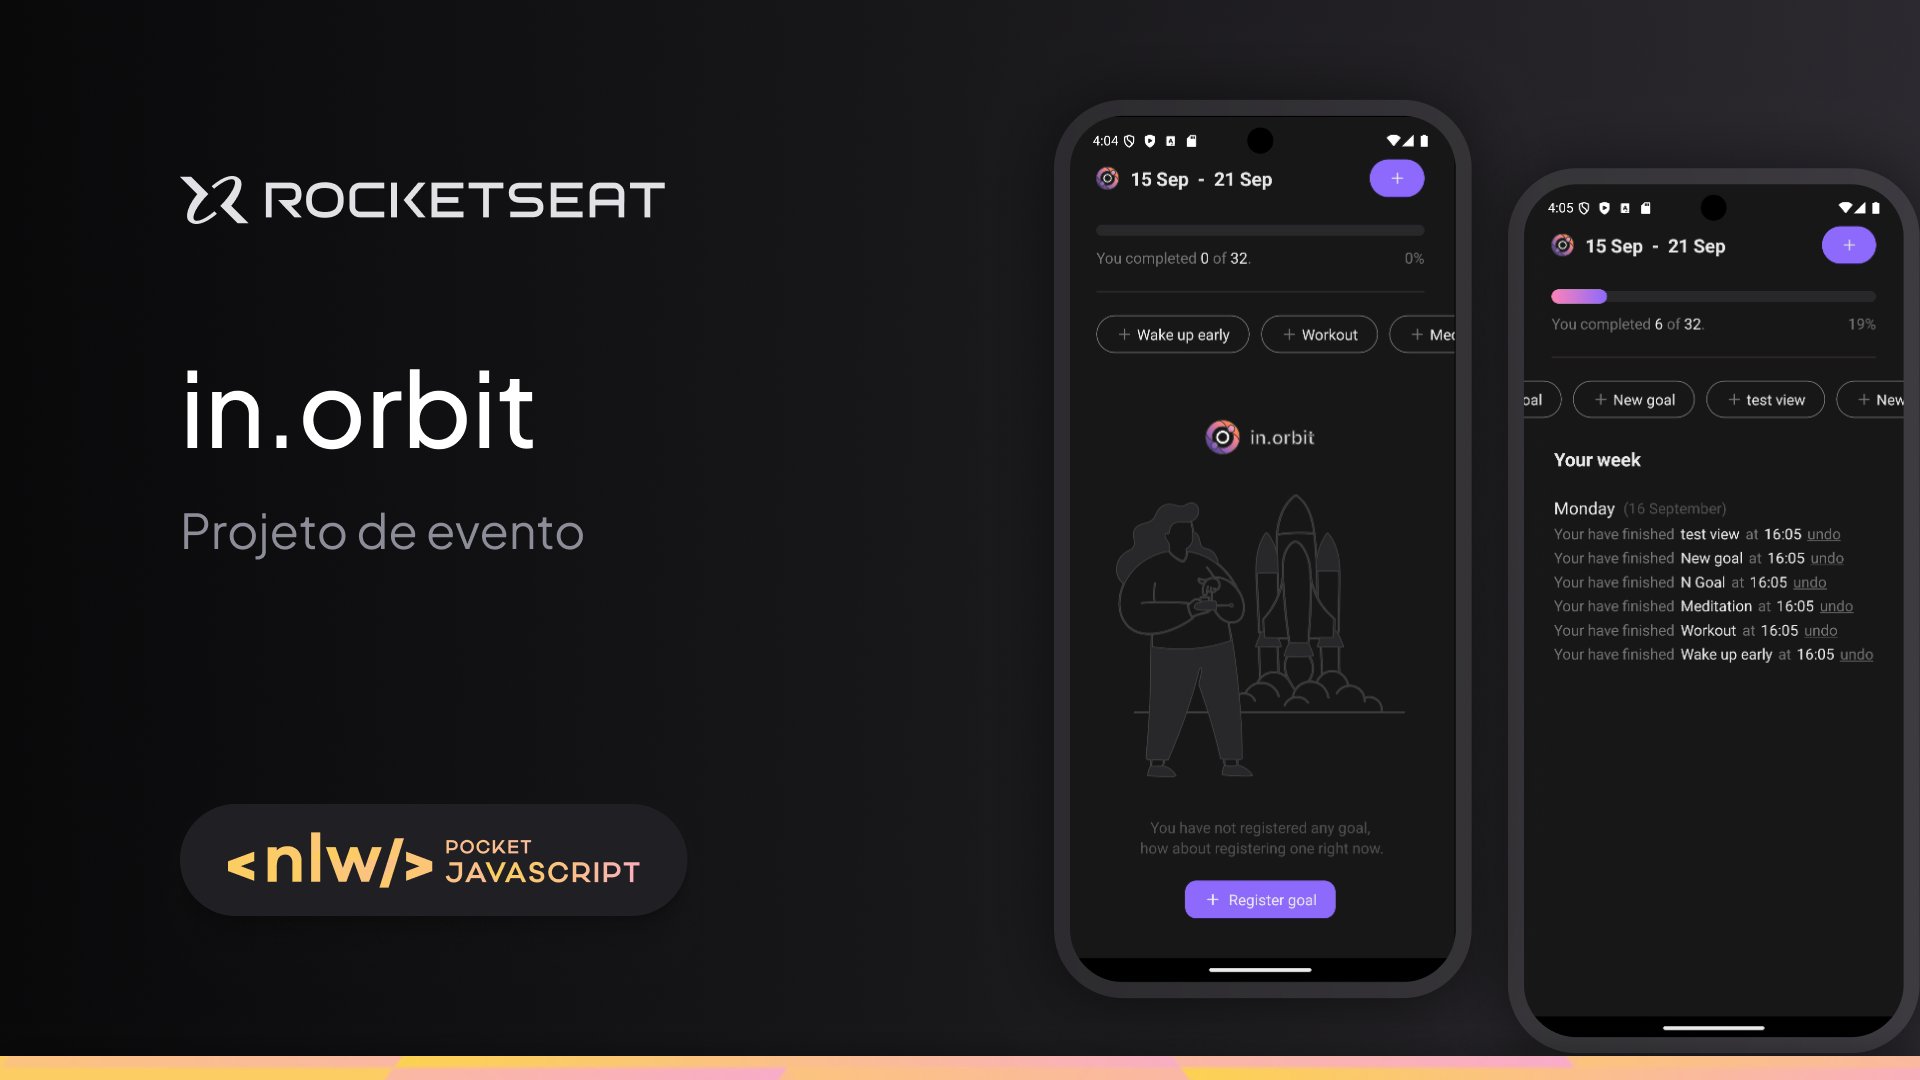 ROCKETSEAT
in.orbit
Projeto de evento
<nlw/> POCKET
JAVASCRIPT
4:04
15 Sep - 21 Sep
+
You completed 0 of 32.
0%
+ Wake up early
+ Workout
+ Med
in.orbit
You have not registered any goal,
how about registering one right now.
+ Register goal
4:05
15 Sep - 21 Sep
+
You completed 6 of 32.
19%
oal
+ New goal
+ test view
+ New
Your week
Monday (16 September)
Your have finished test view at 16:05 undo
Your have finished New goal at 16:05 undo
Your have finished N Goal at 16:05 undo
Your have finished Meditation at 16:05 undo
Your have finished Workout at 16:05 undo
Your have finished Wake up early at 16:05 undo